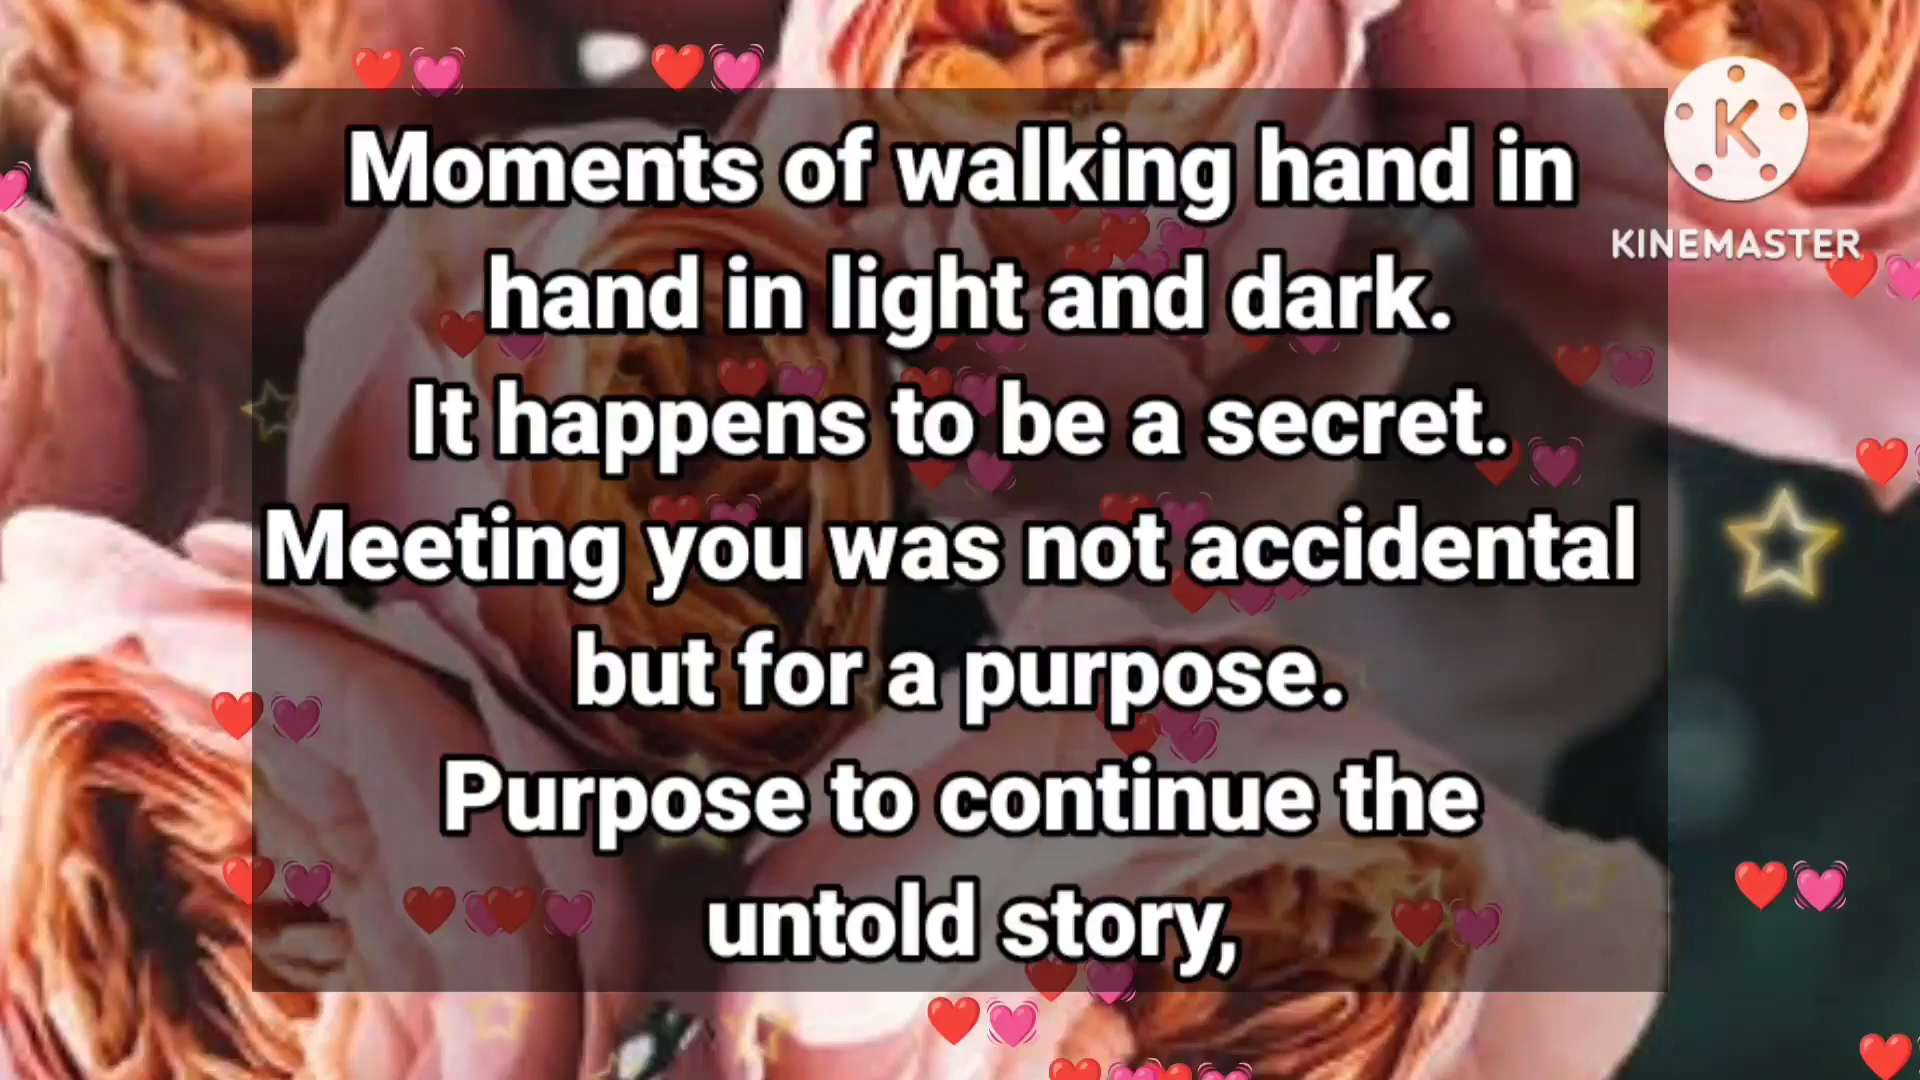 Moments of walking hand in
hand in light and dark.
It happens to be a secret.
Meeting you was not accidental
but for a purpose.
Purpose to continue the
untold story,
K
KINEMASTER